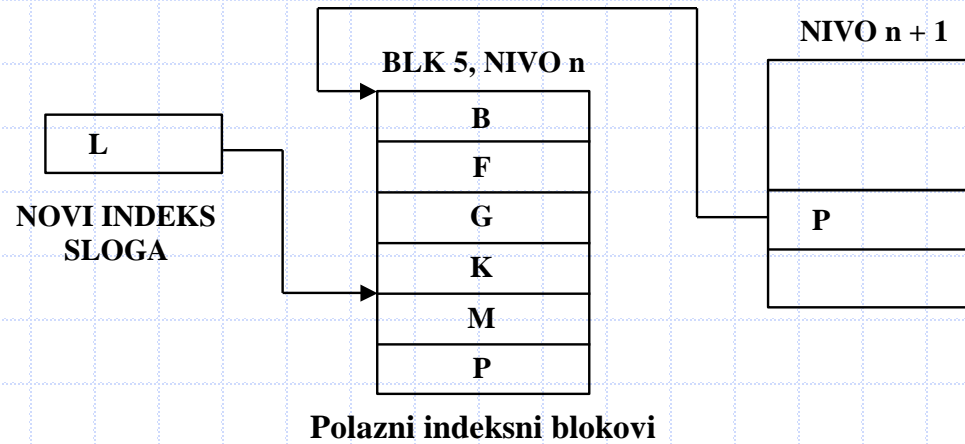 NIVO n + 1
BLK 5, NIVO n
B
L
F
NOVI INDEKS
SLOGA
G
P
K
M
P
Polazni indeksni blokovi